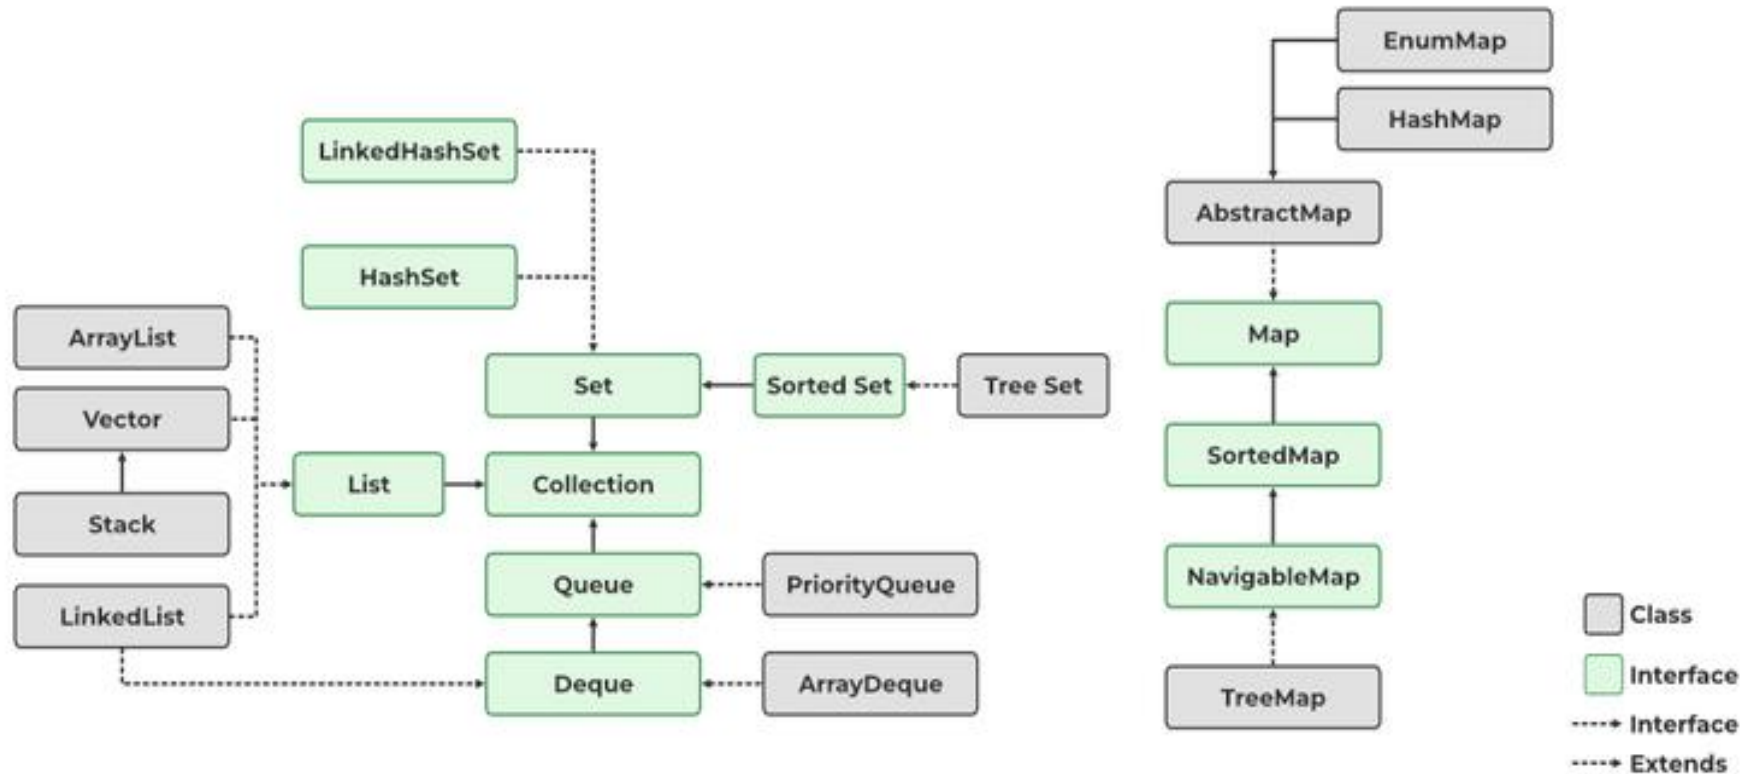 EnumMap
HashMap
LinkedHashSet
AbstractMap
HashSet
ArrayList
Map
Set
Sorted Set
Tree Set
Vector
SortedMap
List
Collection
Stack
Queue
PriorityQueue
NavigableMap
LinkedList
Class
Deque
ArrayDeque
Interface
TreeMap
Interface
Extends